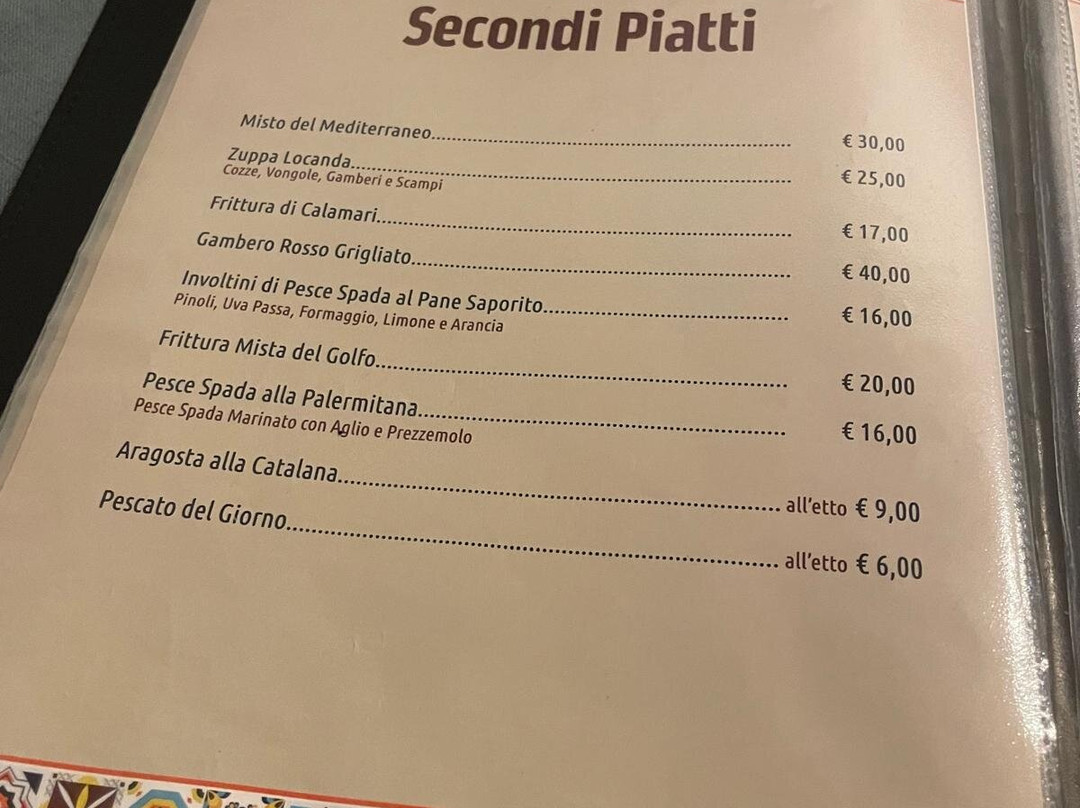 Secondi Piatti
Misto del Mediterraneo........ € 30,00
Zuppa Locanda........ € 25,00
Cozze, Vongole, Gamberi e Scampi
Frittura di Calamari........ € 17,00
Gambero Rosso Grigliato........ € 40,00
Involtini di Pesce Spada al Pane Saporito........ € 16,00
Pinoli, Uva Passa, Formaggio, Limone e Arancia
Frittura Mista del Golfo........ € 20,00
Pesce Spada alla Palermitana........ € 16,00
Pesce Spada Marinato con Aglio e Prezzemolo
Aragosta alla Catalana........ all'etto € 9,00
Pescato del Giorno........ all'etto € 6,00